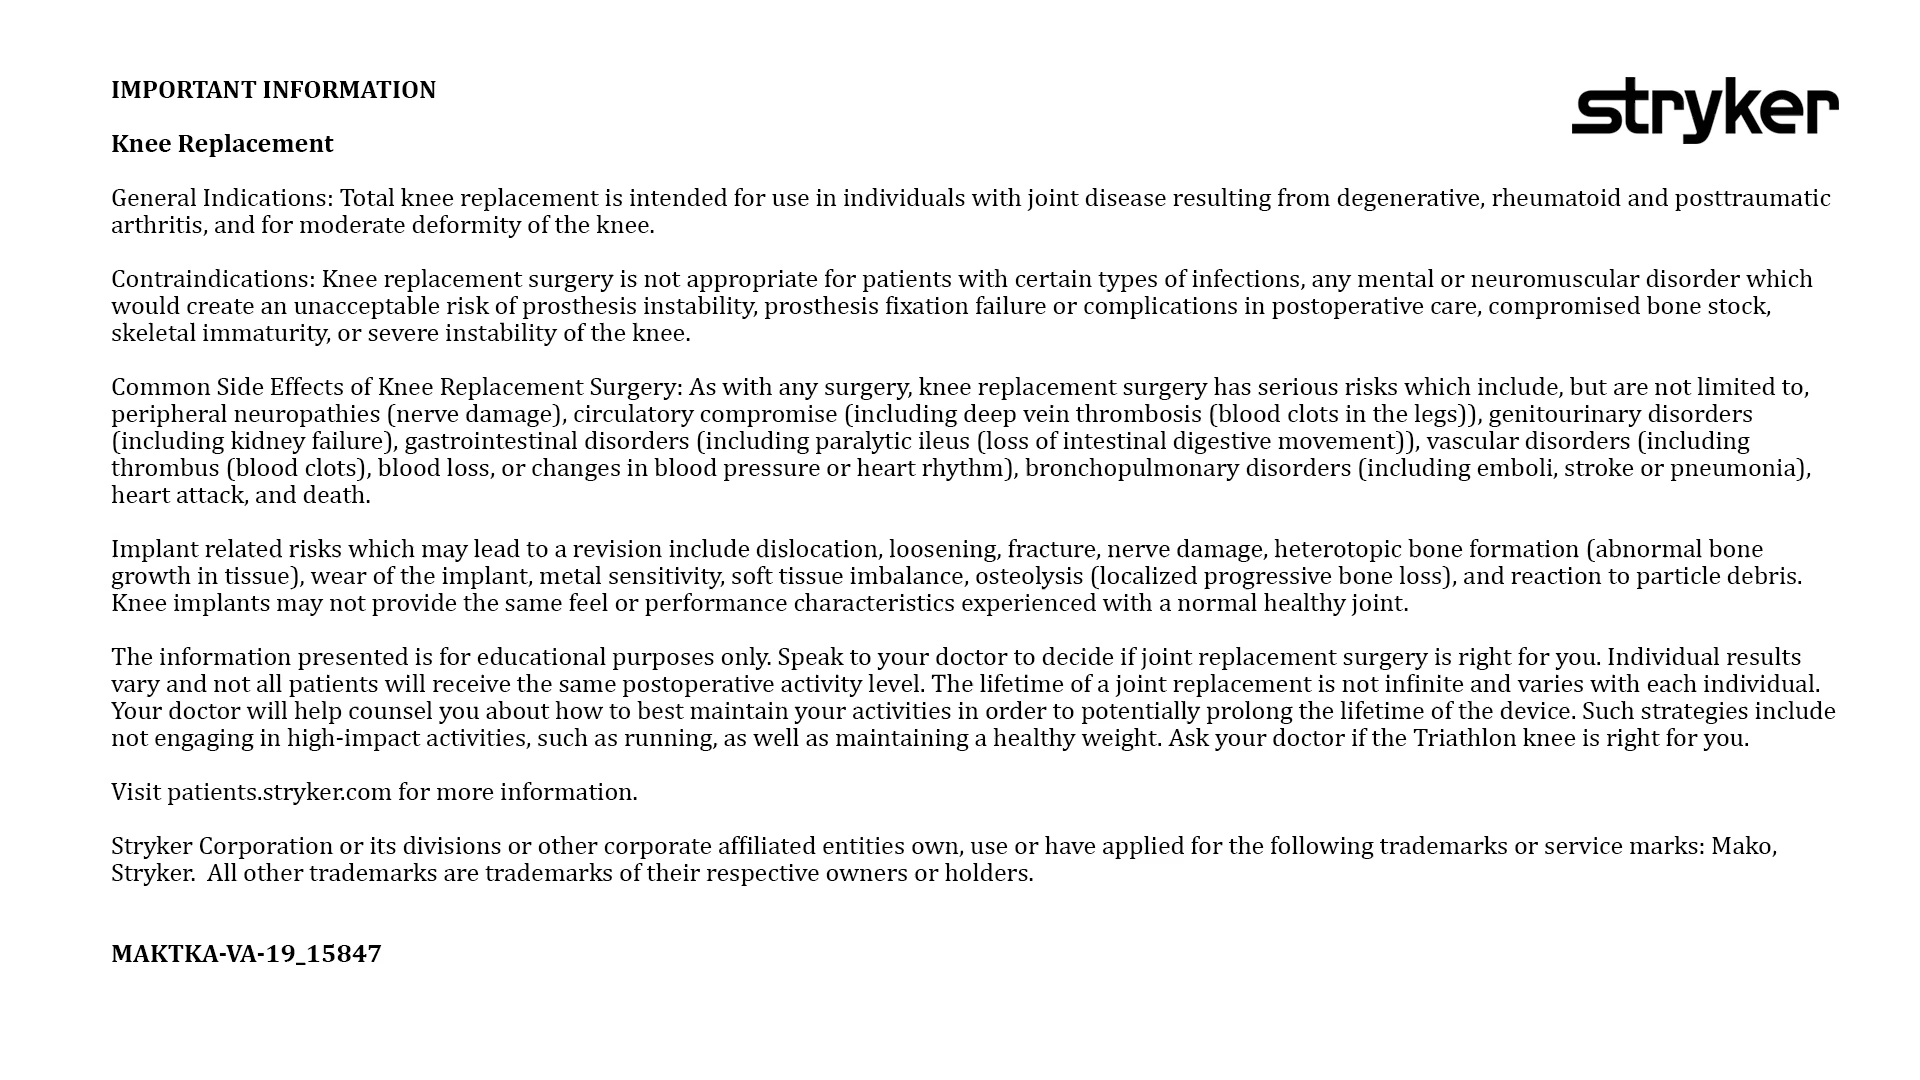 IMPORTANT INFORMATION
stryker
Knee Replacement
General Indications: Total knee replacement is intended for use in individuals with joint disease resulting from degenerative, rheumatoid and posttraumatic
arthritis, and for moderate deformity of the knee.
Contraindications: Knee replacement surgery is not appropriate for patients with certain types of infections, any mental or neuromuscular disorder which
would create an unacceptable risk of prosthesis instability, prosthesis fixation failure or complications in postoperative care, compromised bone stock,
skeletal immaturity, or severe instability of the knee.
Common Side Effects of Knee Replacement Surgery: As with any surgery, knee replacement surgery has serious risks which include, but are not limited to,
peripheral neuropathies (nerve damage), circulatory compromise (including deep vein thrombosis (blood clots in the legs)), genitourinary disorders
(including kidney failure), gastrointestinal disorders (including paralytic ileus (loss of intestinal digestive movement)), vascular disorders (including
thrombus (blood clots), blood loss, or changes in blood pressure or heart rhythm), bronchopulmonary disorders (including emboli, stroke or pneumonia),
heart attack, and death.
Implant related risks which may lead to a revision include dislocation, loosening, fracture, nerve damage, heterotopic bone formation (abnormal bone
growth in tissue), wear of the implant, metal sensitivity, soft tissue imbalance, osteolysis (localized progressive bone loss), and reaction to particle debris.
Knee implants may not provide the same feel or performance characteristics experienced with a normal healthy joint.
The information presented is for educational purposes only. Speak to your doctor to decide if joint replacement surgery is right for you. Individual results
vary and not all patients will receive the same postoperative activity level. The lifetime of a joint replacement is not infinite and varies with each individual.
Your doctor will help counsel you about how to best maintain your activities in order to potentially prolong the lifetime of the device. Such strategies include
not engaging in high-impact activities, such as running, as well as maintaining a healthy weight. Ask your doctor if the Triathlon knee is right for you.
Visit patients.stryker.com for more information.
Stryker Corporation or its divisions or other corporate affiliated entities own, use or have applied for the following trademarks or service marks: Mako,
Stryker.  All other trademarks are trademarks of their respective owners or holders.
MAKTKA-VA-19_15847